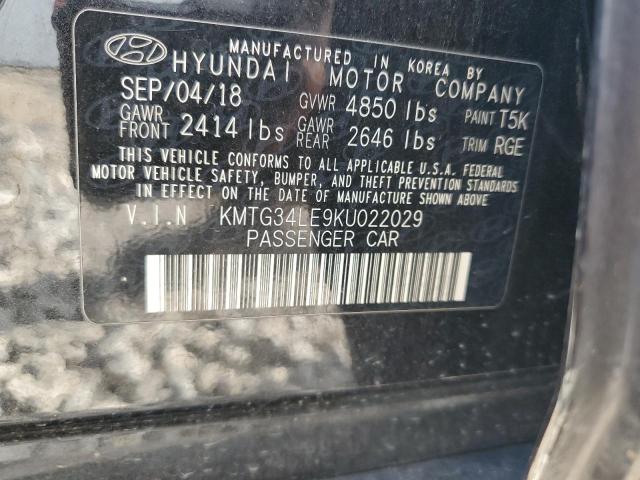 MANUFACTURED IN KOREA BY
HYUNDAI MOTOR COMPANY
SEP/04/18 GVWR 4850 lbs PAINT T5K
GAWR FRONT 2414 lbs GAWR REAR 2646 lbs TRIM RGE
THIS VEHICLE CONFORMS TO ALL APPLICABLE U.S.A. FEDERAL
MOTOR VEHICLE SAFETY, BUMPER, AND THEFT PREVENTION STANDARDS
IN EFFECT ON THE DATE OF MANUFACTURE SHOWN ABOVE
V.I.N KMTG34LE9KU022029
PASSENGER CAR